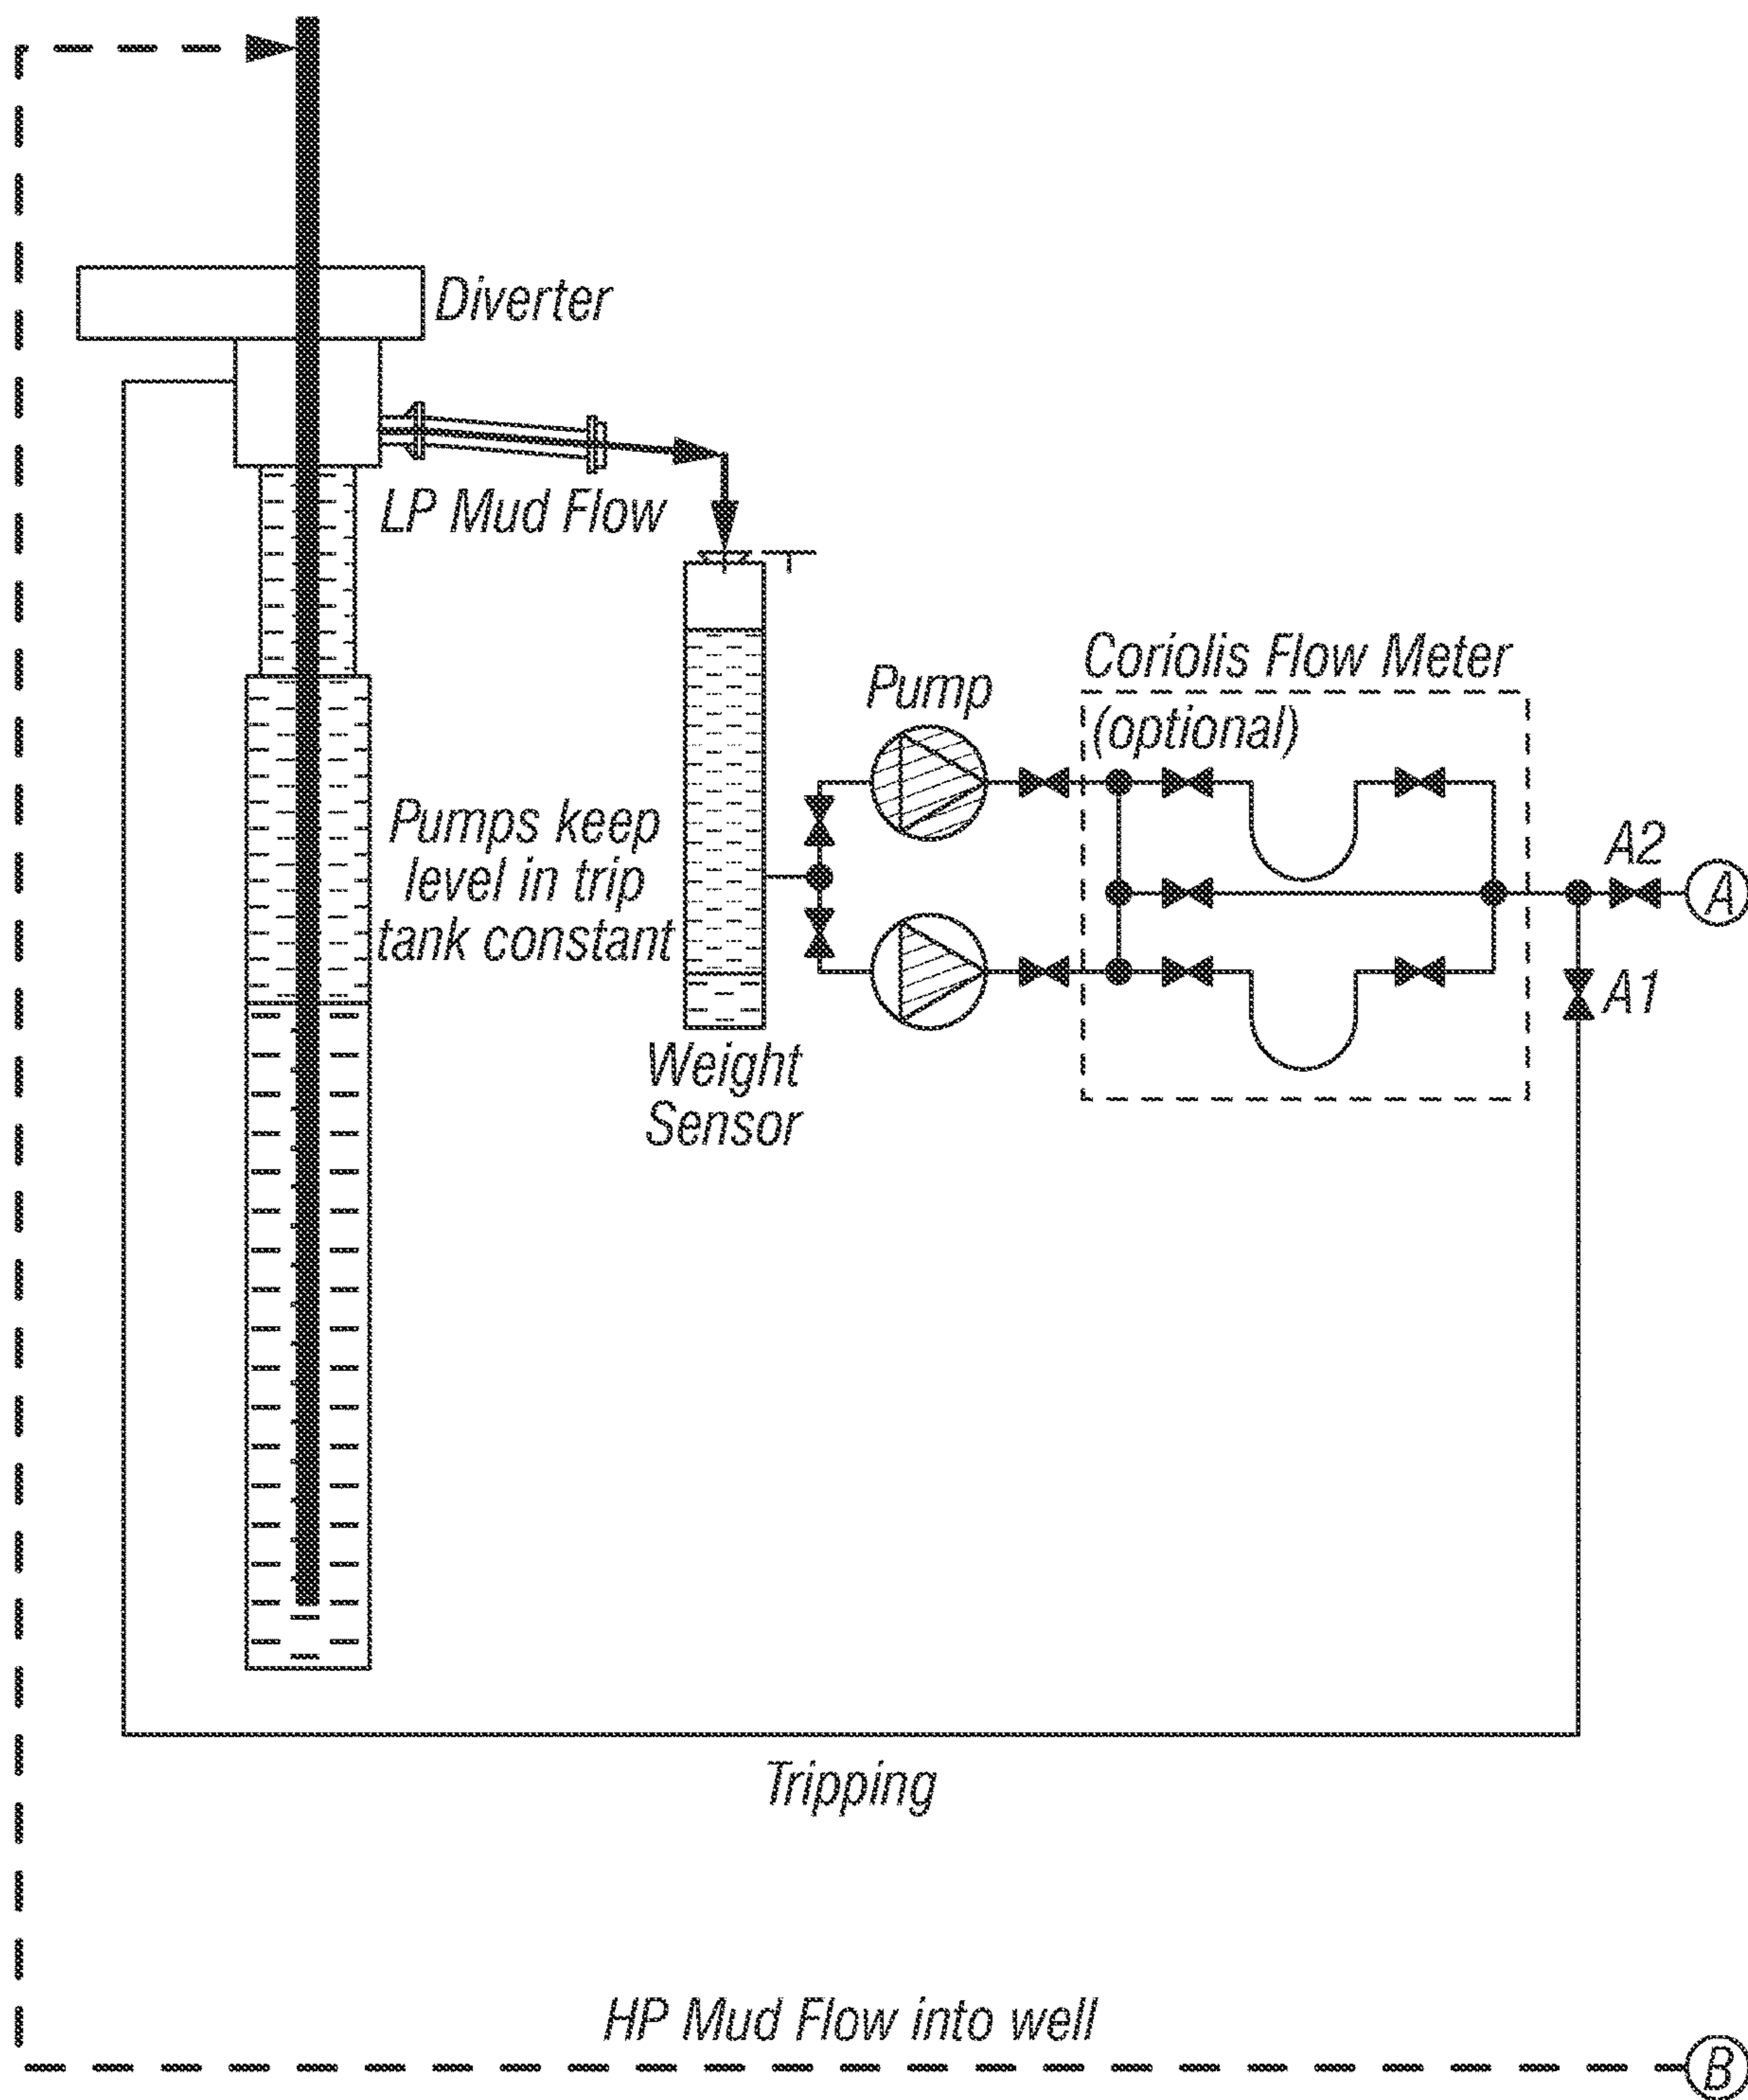 Diverter
LP Mud Flow
Coriolis Flow Meter
(optional)
Pump
Pumps keep
level in trip
tank constant
A2
A
A1
Weight
Sensor
Tripping
HP Mud Flow into well
B